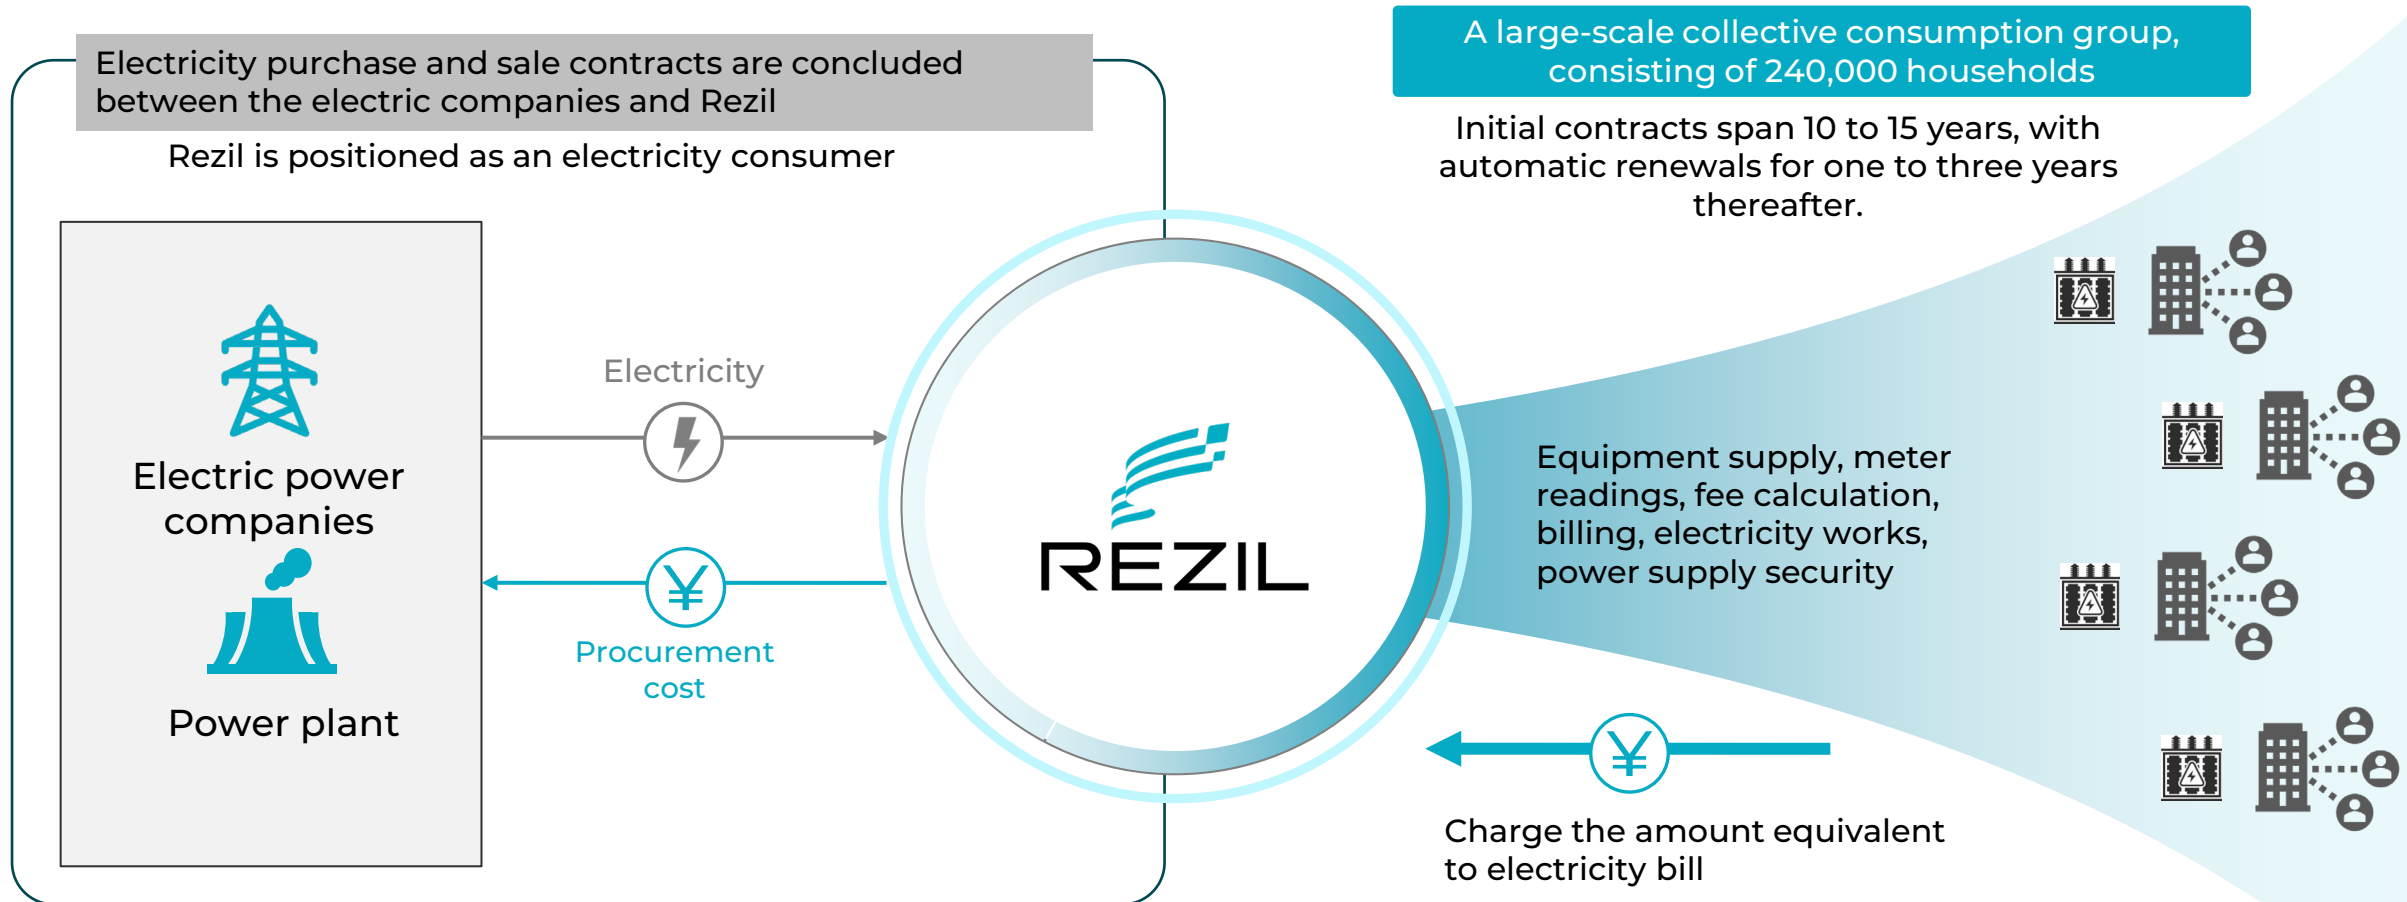 Electricity purchase and sale contracts are concluded
between the electric companies and Rezil
Rezil is positioned as an electricity consumer
A large-scale collective consumption group,
consisting of 240,000 households
Initial contracts span 10 to 15 years, with
automatic renewals for one to three years
thereafter.
Electric power
companies
Power plant
Electricity
¥
Procurement
cost
REZIL
Equipment supply, meter
readings, fee calculation,
billing, electricity works,
power supply security
¥
Charge the amount equivalent
to electricity bill